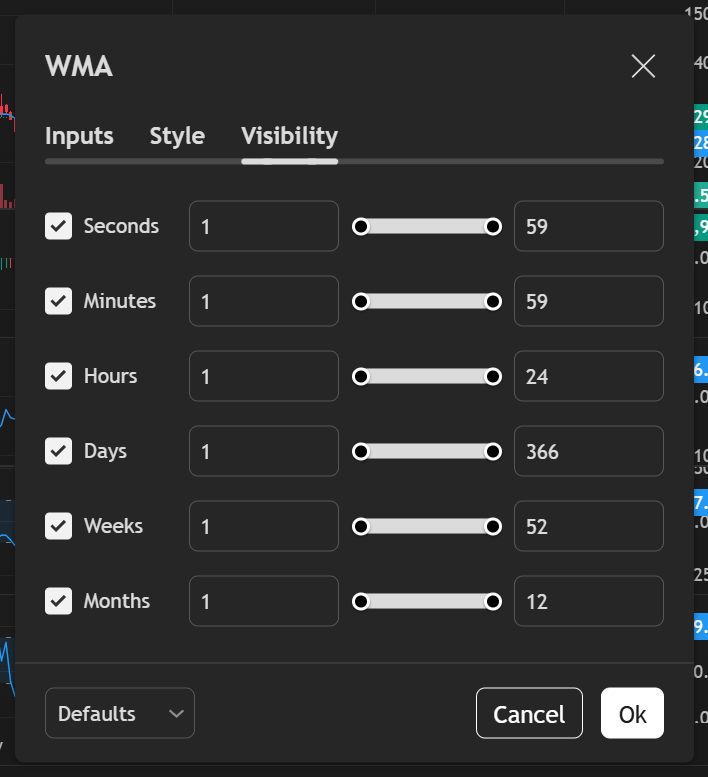 WMA
Inputs Style Visibility
Seconds 1 59
Minutes 1 59
Hours 1 24
Days 1 366
Weeks 1 52
Months 1 12
Defaults Cancel Ok